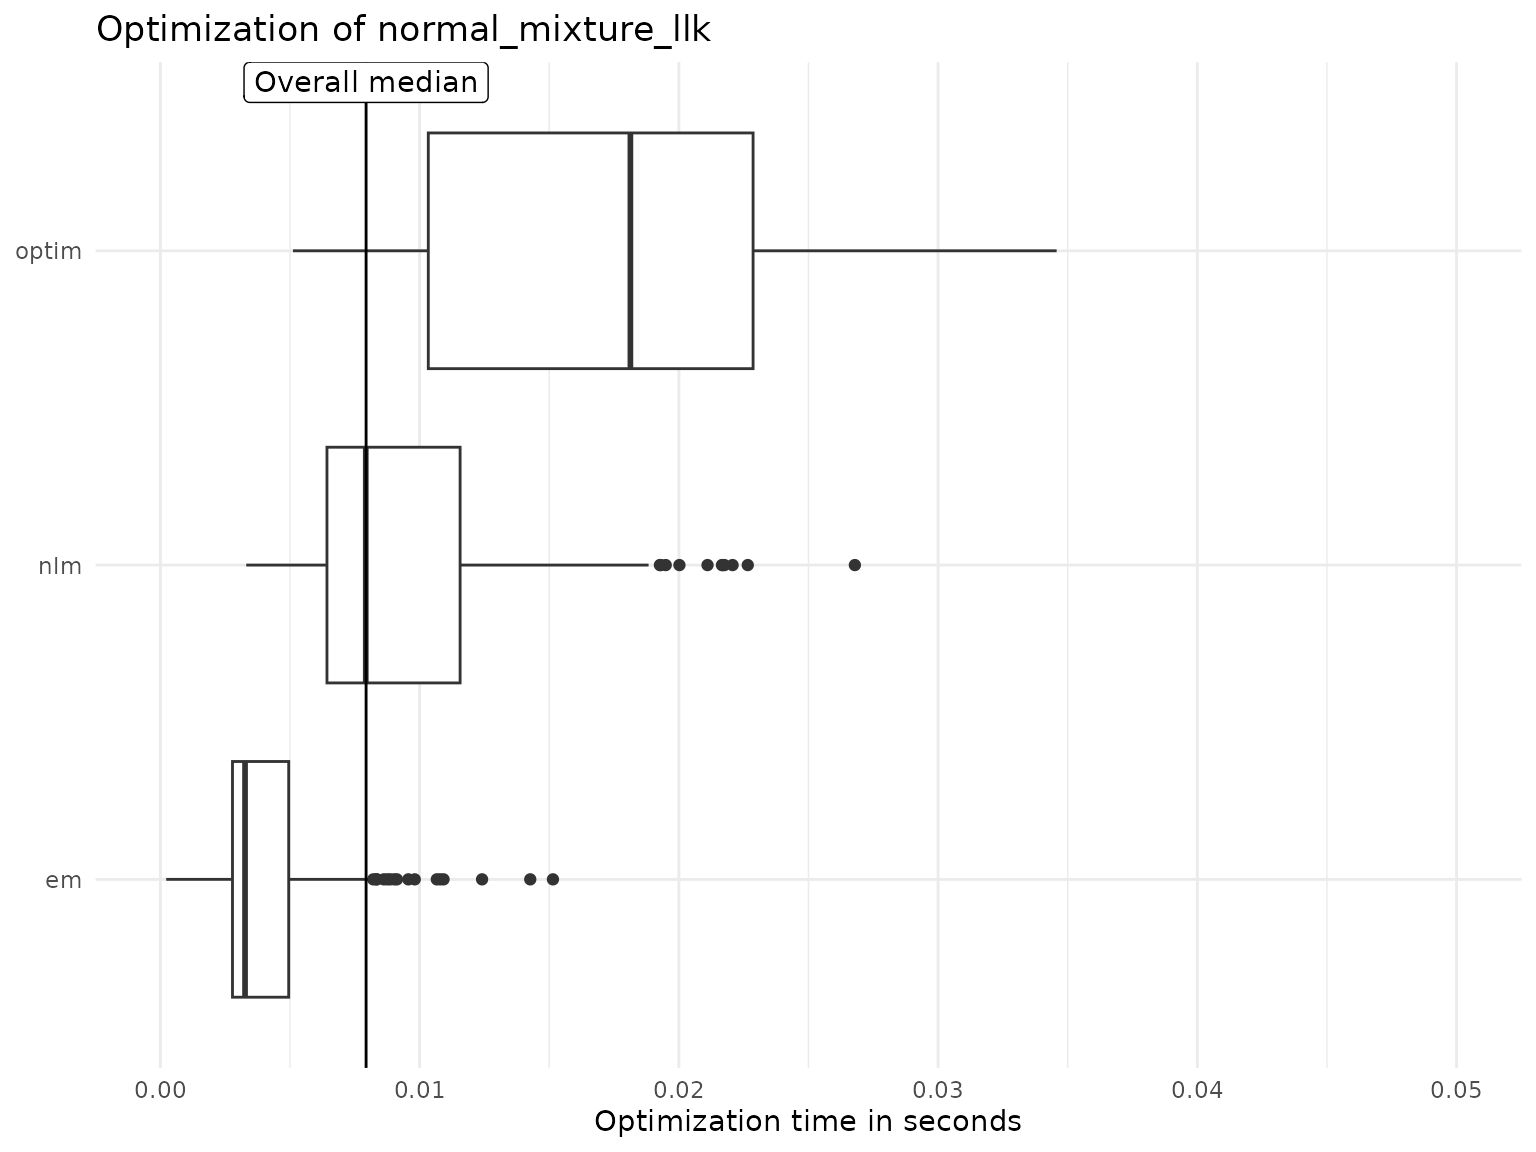 Optimization of normal_mixture_llk
Overall median
optim
nlm
em
0.00 0.01 0.02 0.03 0.04 0.05
Optimization time in seconds